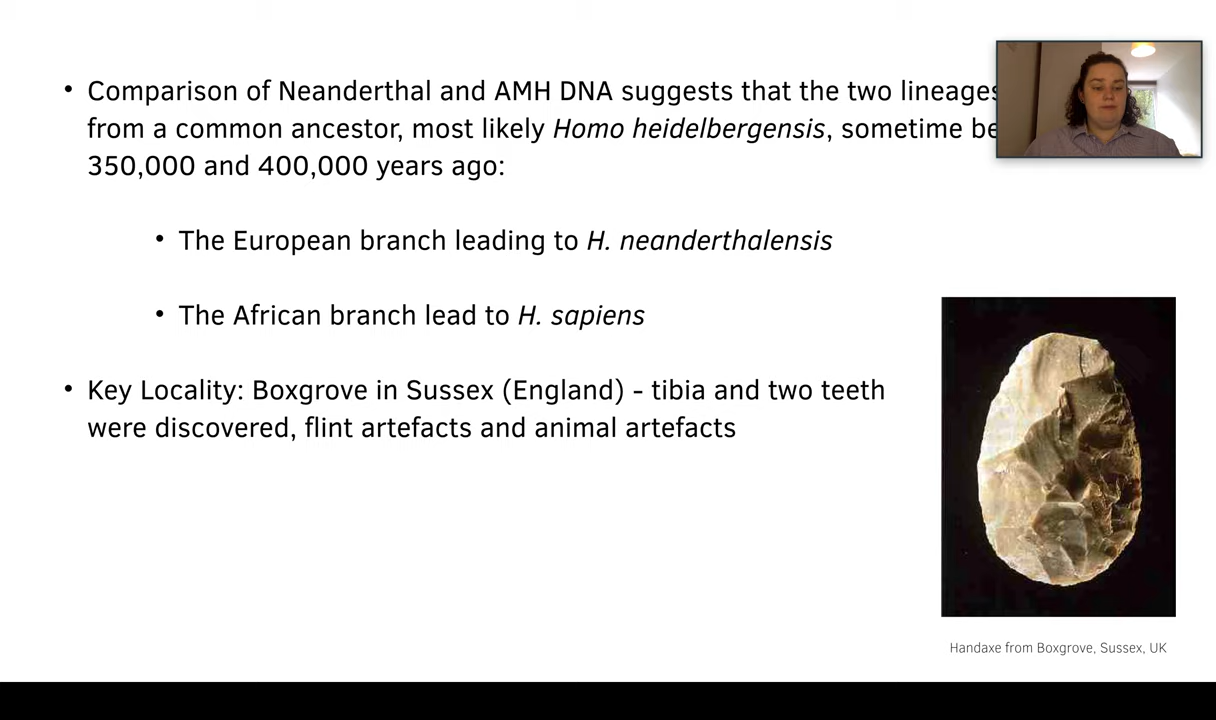 • Comparison of Neanderthal and AMH DNA suggests that the two lineages
from a common ancestor, most likely Homo heidelbergensis, sometime
350,000 and 400,000 years ago:
• The European branch leading to H. neanderthalensis
• The African branch lead to H. sapiens
• Key Locality: Boxgrove in Sussex (England) - tibia and two teeth
were discovered, flint artefacts and animal artefacts
Handaxe from Boxgrove, Sussex, UK